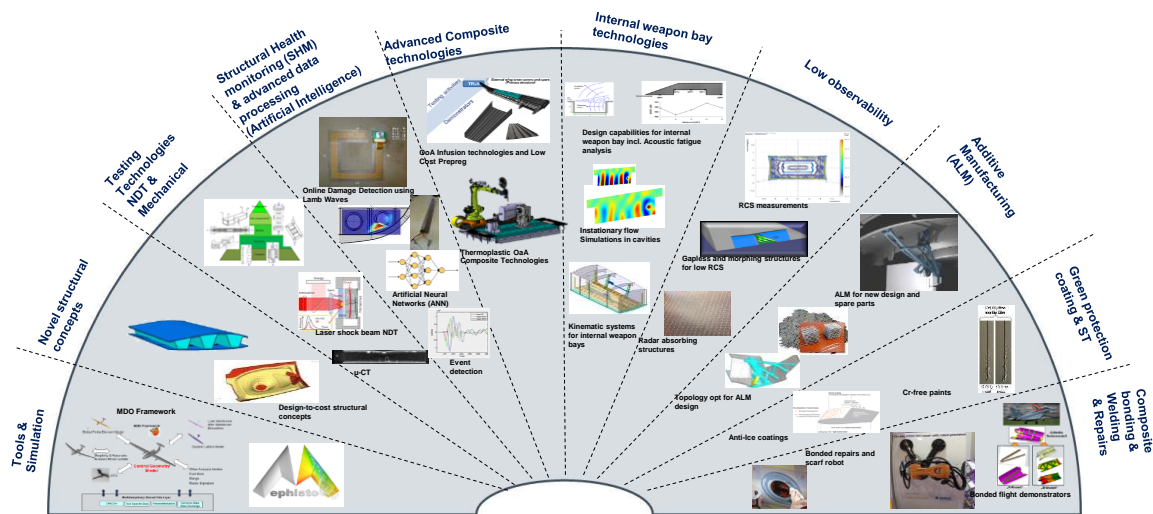 Tools &
Simulation
Novel structural
concepts
Testing
Technologies
NDT &
Mechanical
Structural Health
monitoring (SHM)
& advanced data
processing
(Artificial Intelligence)
Advanced Composite
technologies
Internal weapon bay
technologies
Low observability
Additive
Manufacturing
(ALM)
Green protection
coating & ST
Composite
bonding &
Welding
& Repairs
MDO Framework
ephisto
Design-to-cost structural
concepts
Laser shock beam NDT
μ-CT
Online Damage Detection using
Lamb Waves
Artificial Neural
Networks (ANN)
Event
detection
Testing activities
Demonstrators
OoA Infusion technologies and Low
Cost Prepreg
Thermoplastic OaA
Composite Technologies
Design capabilities for internal
weapon bay incl. Acoustic fatigue
analysis
Instationary flow
Simulations in cavities
Kinematic systems
for internal weapon
bays
RCS measurements
Gapless and morphing structures
for low RCS
Radar absorbing
structures
ALM for new design and
spare parts
Topology opt for ALM
design
Cr-free paints
Anti-Ice coatings
Bonded repairs and
scarf robot
Bonded flight demonstrators